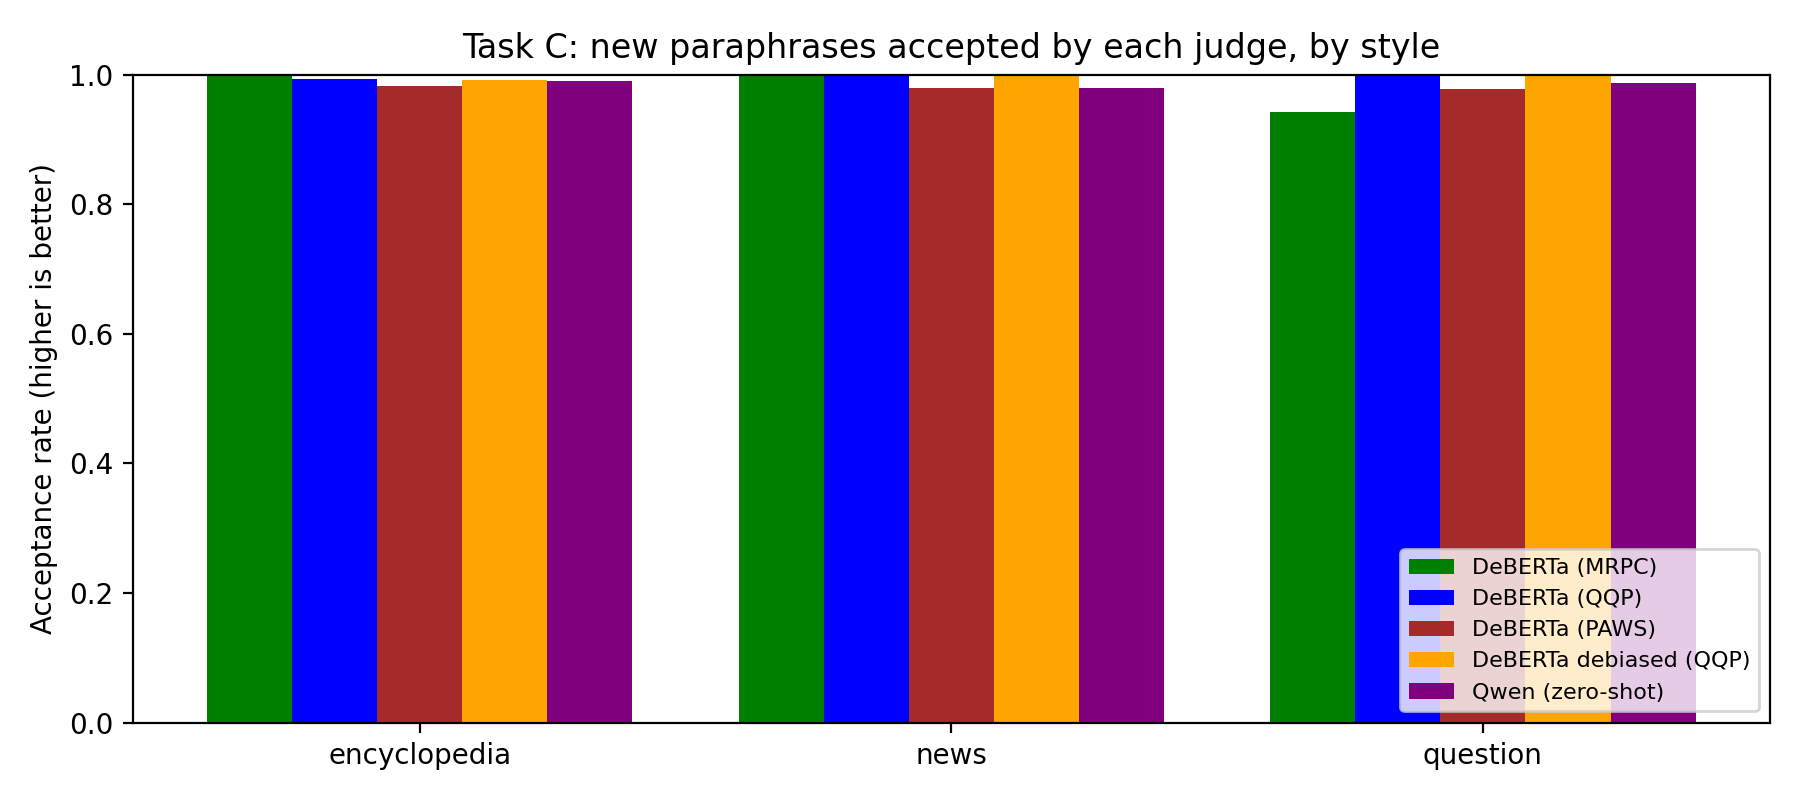 Task C: new paraphrases accepted by each judge, by style
Acceptance rate (higher is better)
1.0
0.8
0.6
0.4
0.2
0.0
encyclopedia
news
question
DeBERTa (MRPC)
DeBERTa (QQP)
DeBERTa (PAWS)
DeBERTa debiased (QQP)
Qwen (zero-shot)